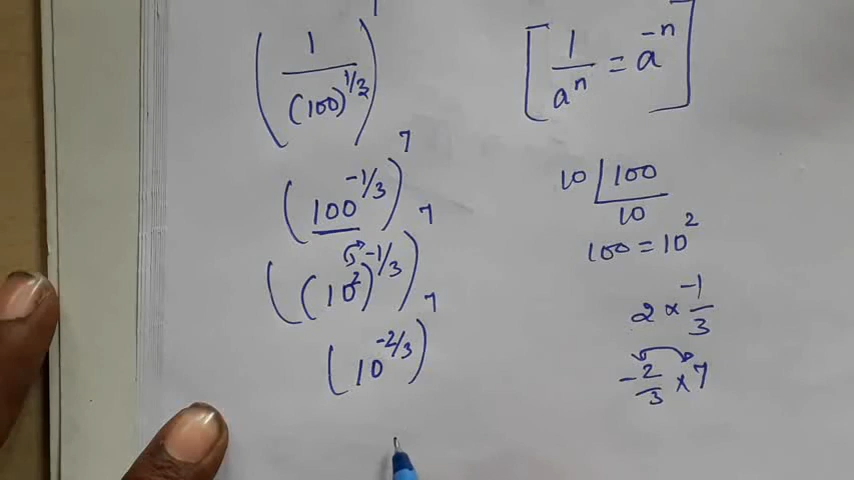 (1/(100)^1/3)^7
(100^-1/3)^7
((10^2)^-1/3)^7
(10^-2/3)^7
[1/a^n = a^-n]
10 | 100
10
100 = 10^2
2 × -1/3
-2/3 × 7